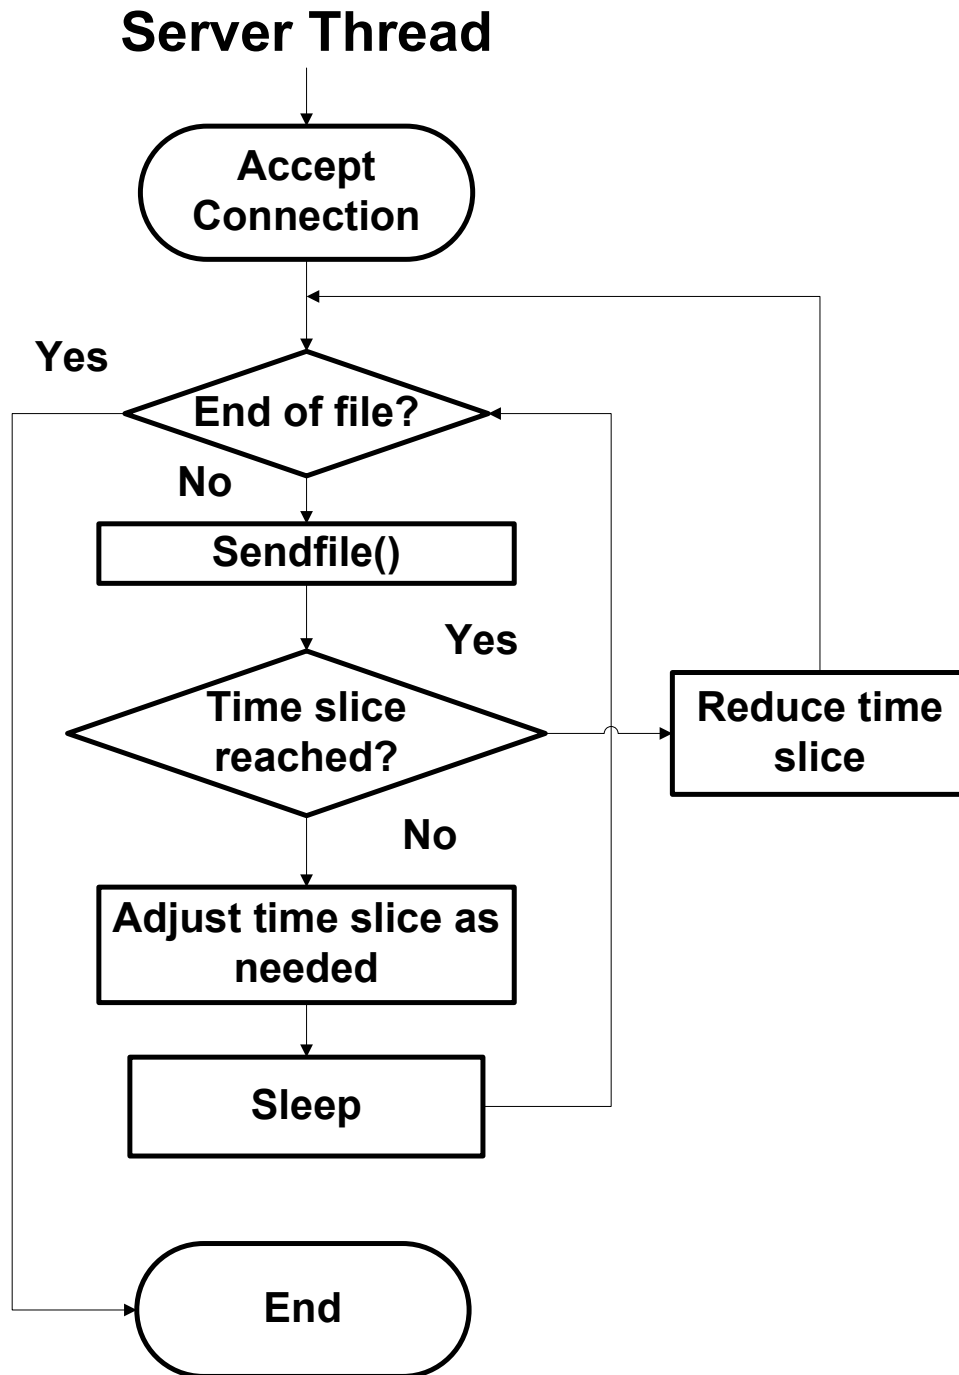 Server Thread
Accept
Connection
Yes
End of file?
No
Sendfile()
Yes
Time slice
reached?
Reduce time
slice
No
Adjust time slice as
needed
Sleep
End